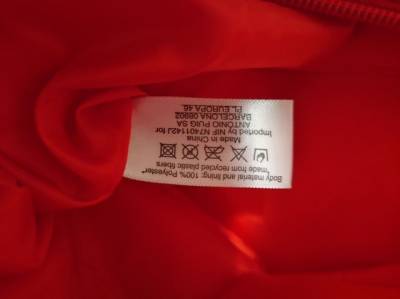 Body material and lining: 100% Polyester*
*made from recycled plastic fibers
Made in China
Imported by NIF N7401142J for
ANTONIO PUIG SA
PL.EUROPA 46,
BARCELONA 08902